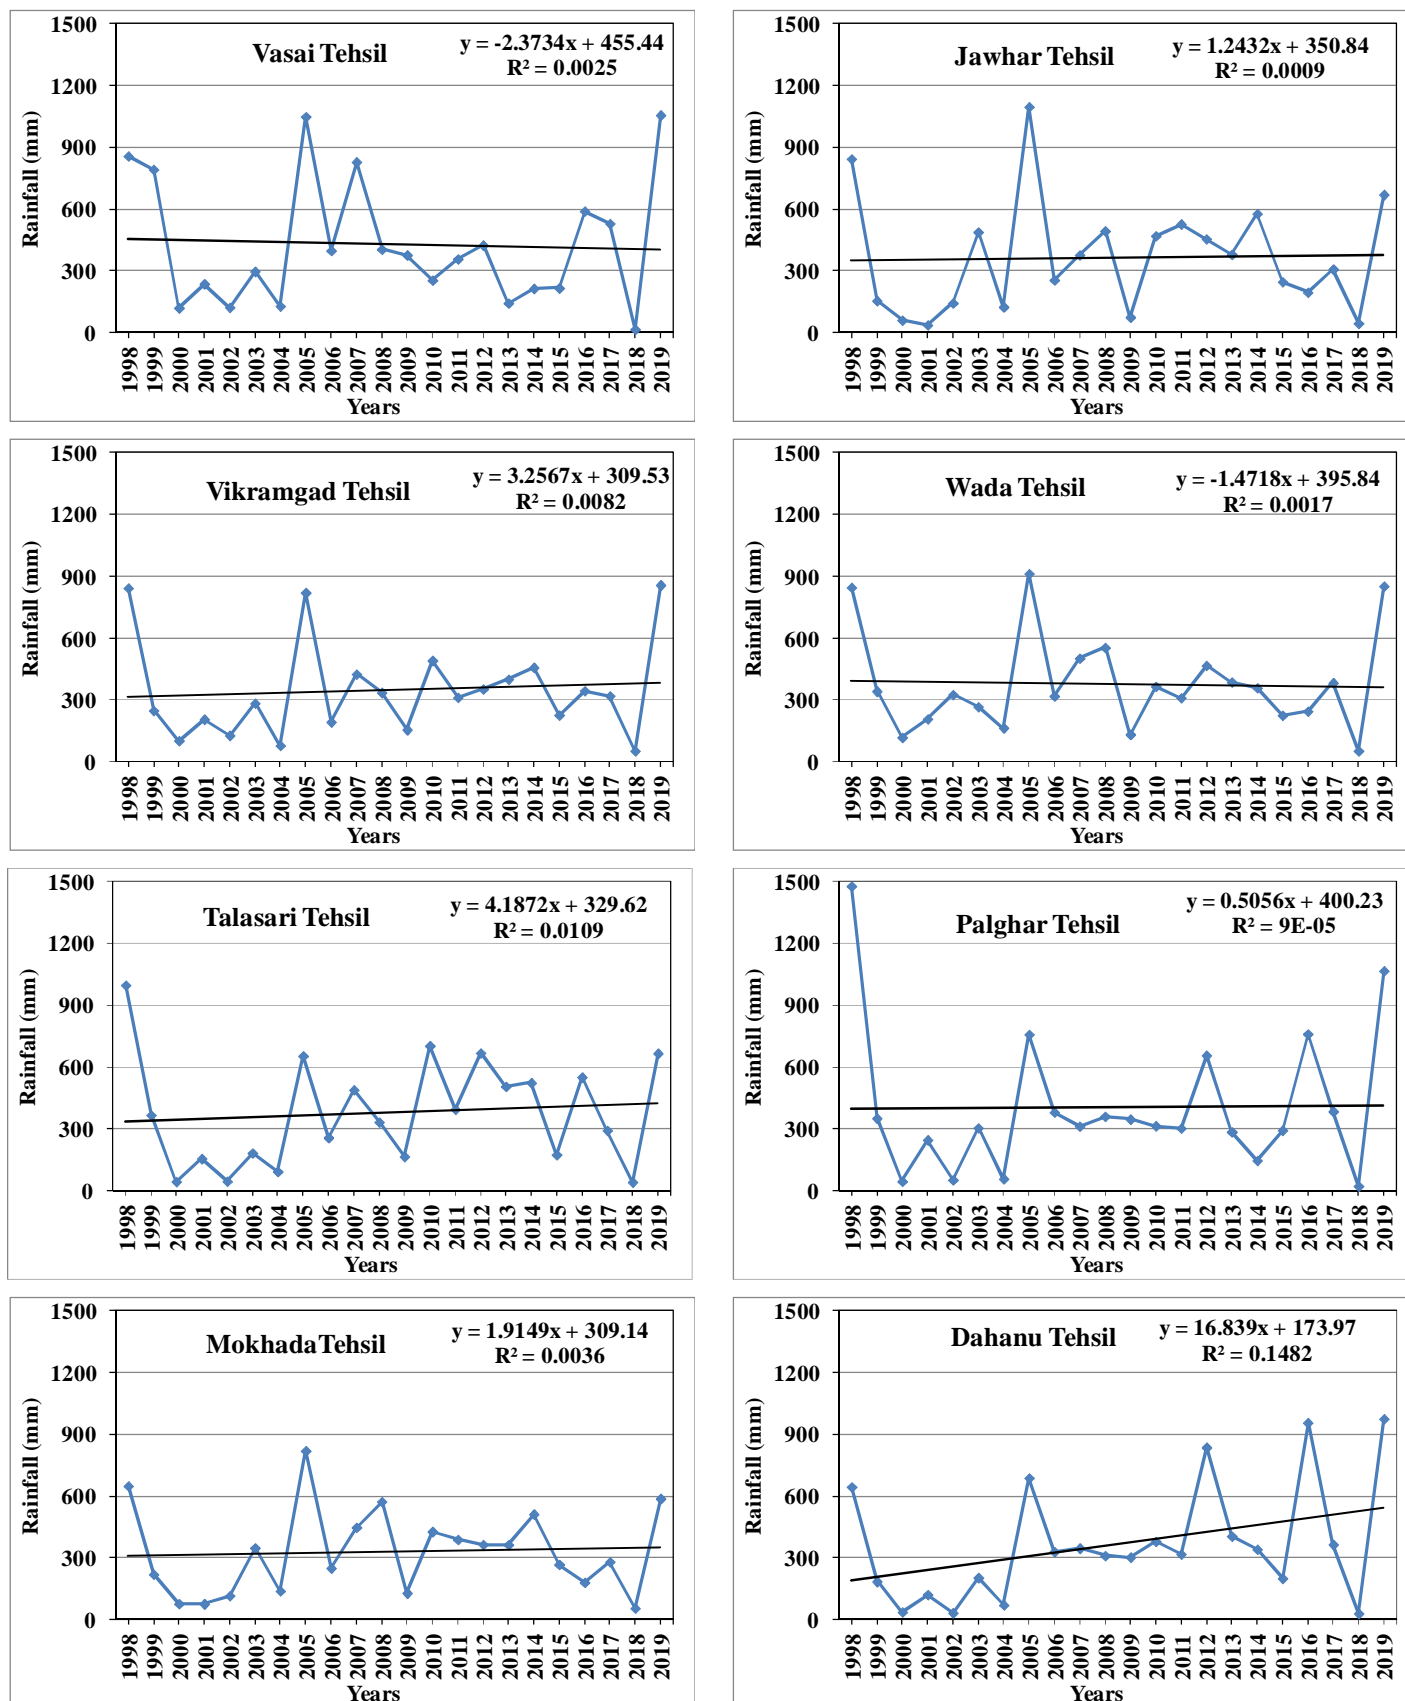 Vasai Tehsil
y = -2.3734x + 455.44
R² = 0.0025
Rainfall (mm)
1500
1200
900
600
300
0
1998 1999 2000 2001 2002 2003 2004 2005 2006 2007 2008 2009 2010 2011 2012 2013 2014 2015 2016 2017 2018 2019
Years
Jawhar Tehsil
y = 1.2432x + 350.84
R² = 0.0009
Rainfall (mm)
1500
1200
900
600
300
0
1998 1999 2000 2001 2002 2003 2004 2005 2006 2007 2008 2009 2010 2011 2012 2013 2014 2015 2016 2017 2018 2019
Years
Vikramgad Tehsil
y = 3.2567x + 309.53
R² = 0.0082
Rainfall (mm)
1500
1200
900
600
300
0
1998 1999 2000 2001 2002 2003 2004 2005 2006 2007 2008 2009 2010 2011 2012 2013 2014 2015 2016 2017 2018 2019
Years
Wada Tehsil
y = -1.4718x + 395.84
R² = 0.0017
Rainfall (mm)
1500
1200
900
600
300
0
1998 1999 2000 2001 2002 2003 2004 2005 2006 2007 2008 2009 2010 2011 2012 2013 2014 2015 2016 2017 2018 2019
Years
Talasari Tehsil
y = 4.1872x + 329.62
R² = 0.0109
Rainfall (mm)
1500
1200
900
600
300
0
1998 1999 2000 2001 2002 2003 2004 2005 2006 2007 2008 2009 2010 2011 2012 2013 2014 2015 2016 2017 2018 2019
Years
Palghar Tehsil
y = 0.5056x + 400.23
R² = 9E-05
Rainfall (mm)
1500
1200
900
600
300
0
1998 1999 2000 2001 2002 2003 2004 2005 2006 2007 2008 2009 2010 2011 2012 2013 2014 2015 2016 2017 2018 2019
Years
MokhadaTehsil
y = 1.9149x + 309.14
R² = 0.0036
Rainfall (mm)
1500
1200
900
600
300
0
1998 1999 2000 2001 2002 2003 2004 2005 2006 2007 2008 2009 2010 2011 2012 2013 2014 2015 2016 2017 2018 2019
Years
Dahanu Tehsil
y = 16.839x + 173.97
R² = 0.1482
Rainfall (mm)
1500
1200
900
600
300
0
1998 1999 2000 2001 2002 2003 2004 2005 2006 2007 2008 2009 2010 2011 2012 2013 2014 2015 2016 2017 2018 2019
Years